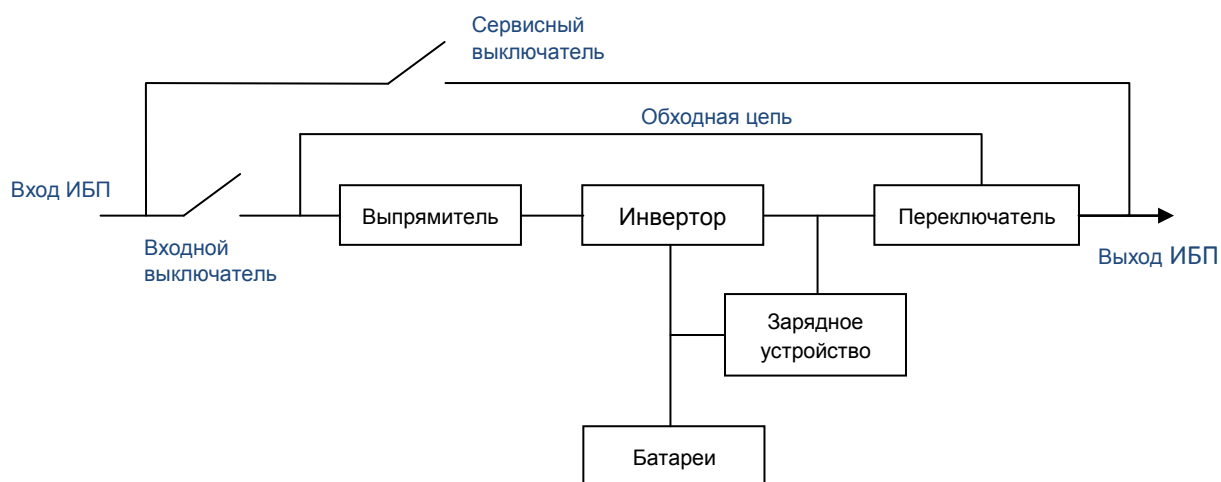 Сервисный
выключатель
Обходная цепь
Вход ИБП
Выпрямитель
Инвертор
Переключатель
Входной
выключатель
Выход ИБП
Зарядное
устройство
Батареи